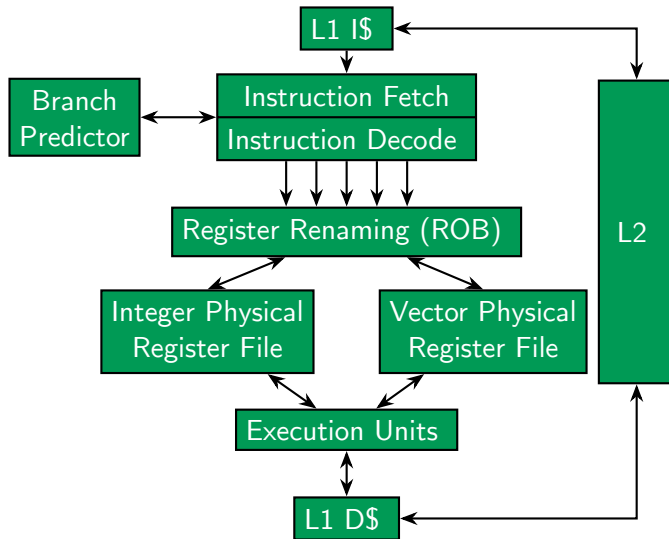 L1 I$
Branch
Predictor
Instruction Fetch
Instruction Decode
Register Renaming (ROB)
L2
Integer Physical
Register File
Vector Physical
Register File
Execution Units
L1 D$